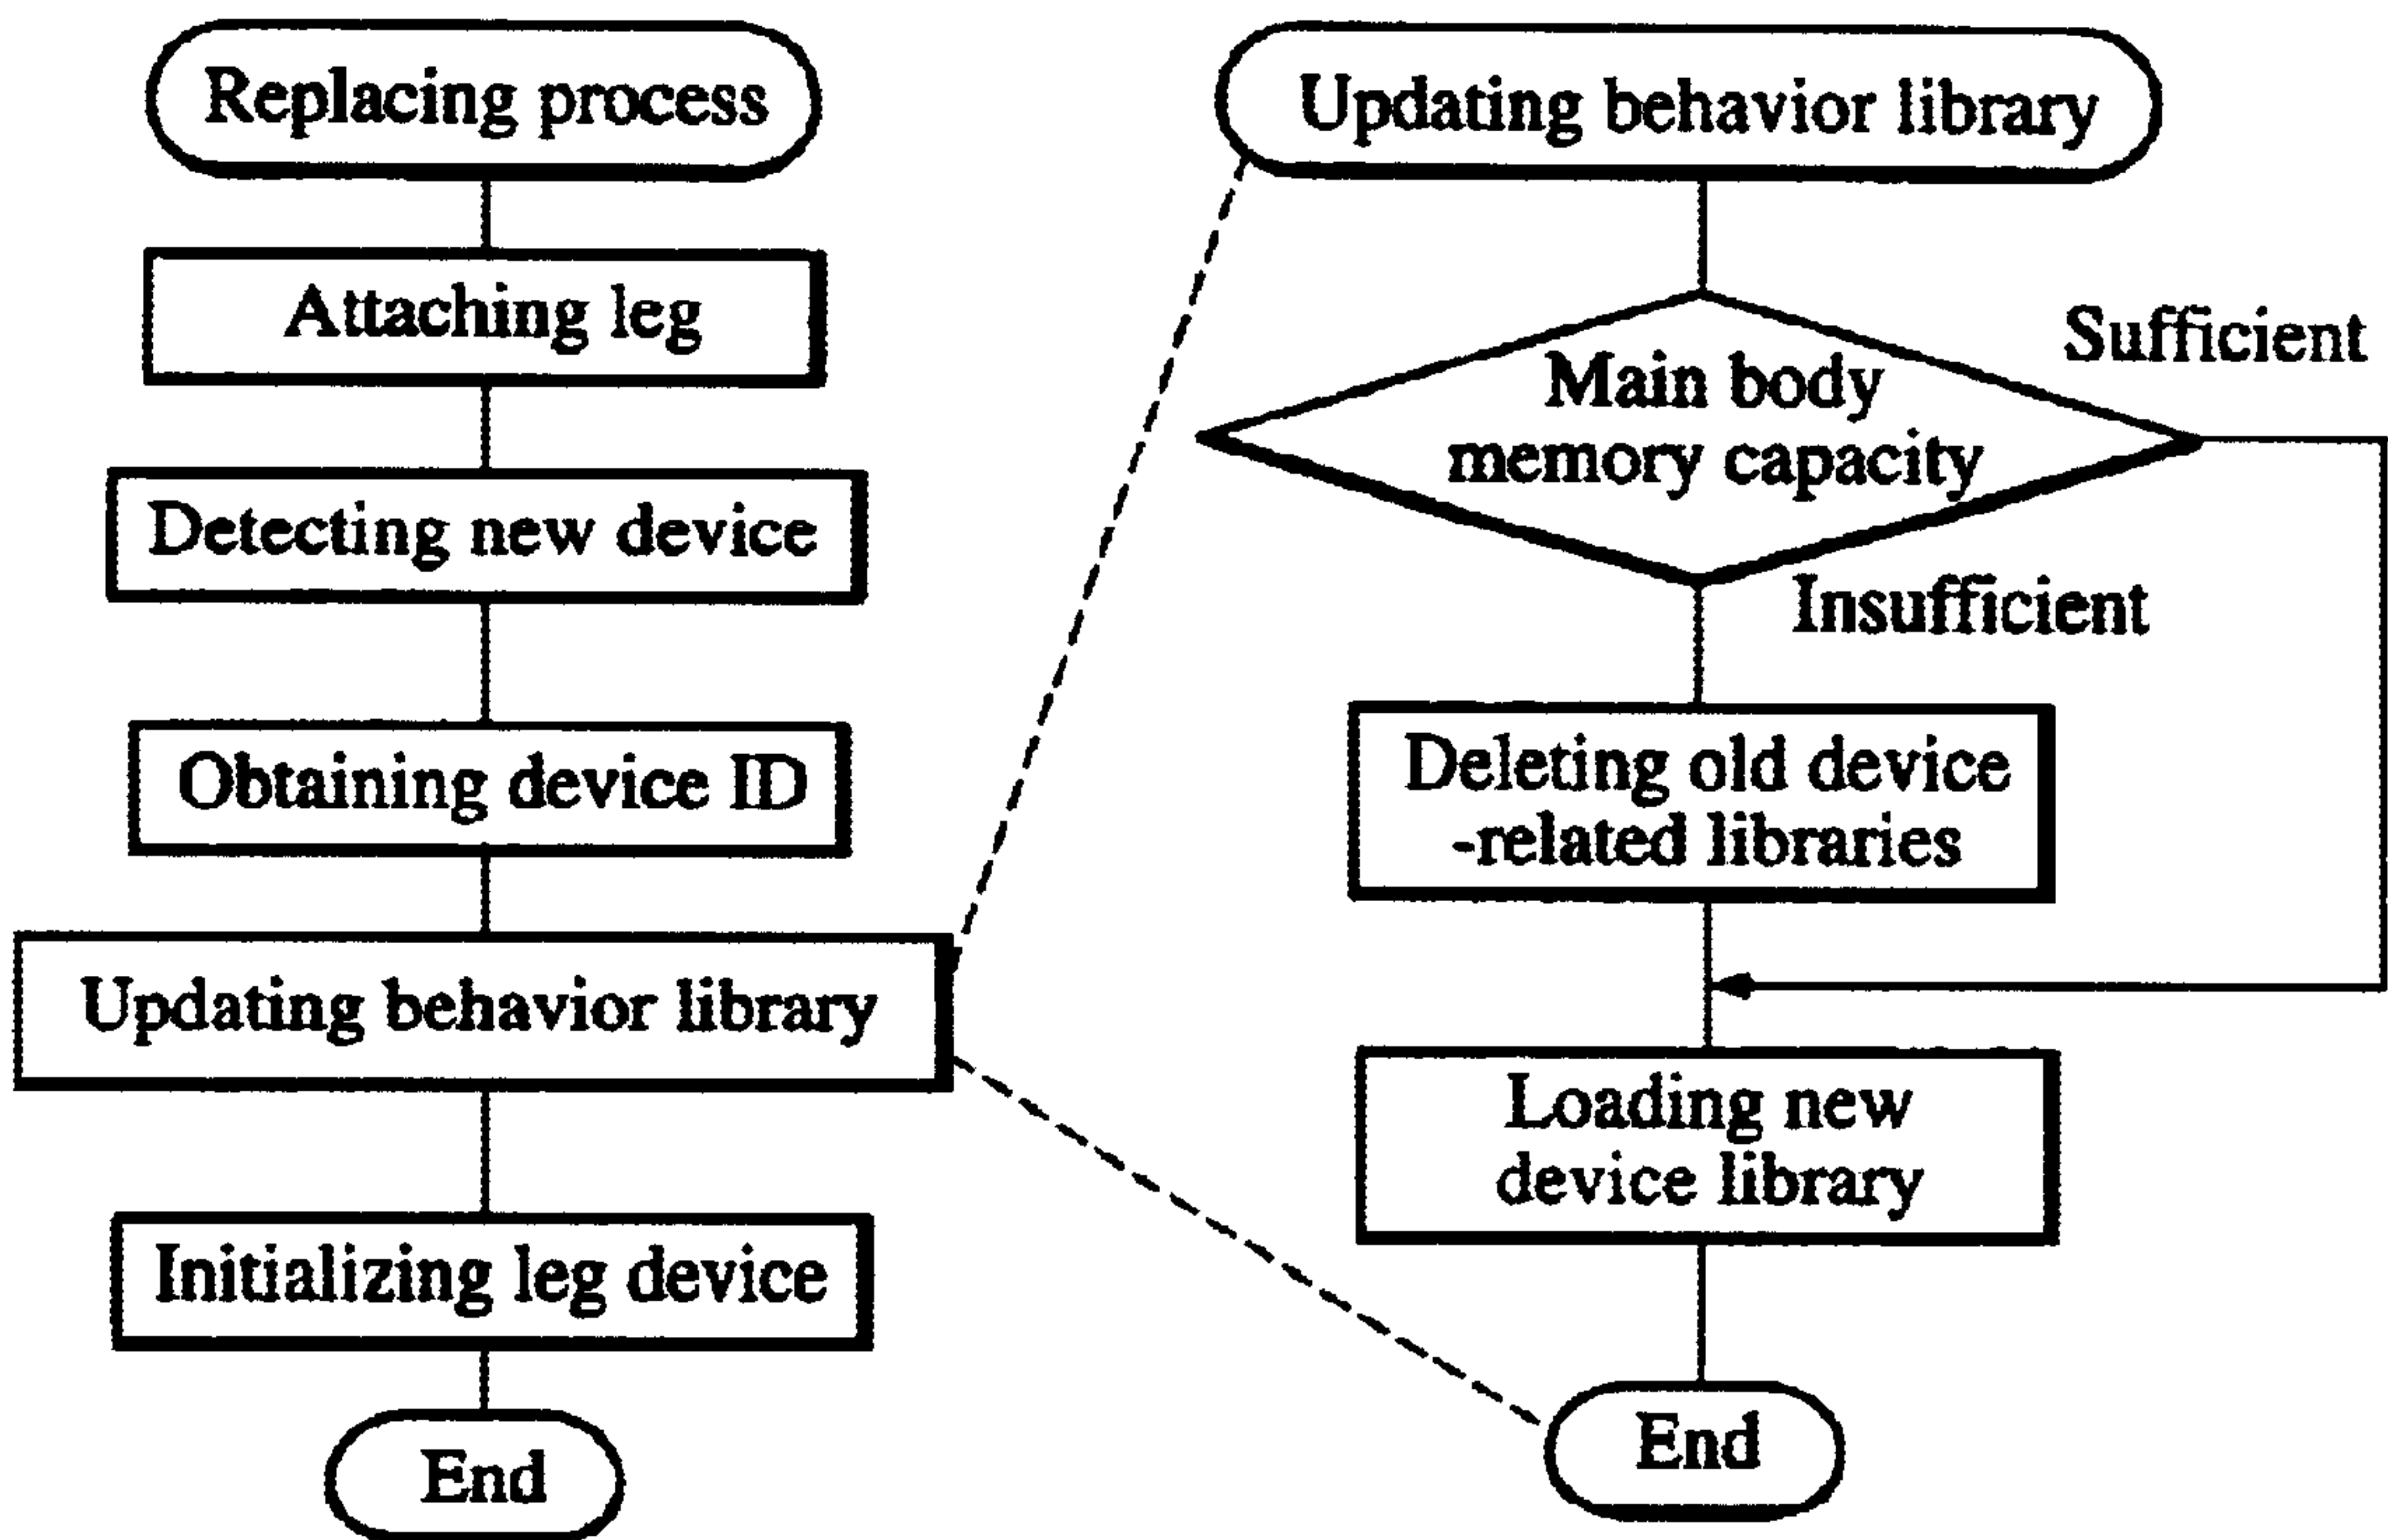 Replacing process
Attaching leg
Detecting new device
Obtaining device ID
Updating behavior library
Initializing leg device
End
Updating behavior library
Main body
memory capacity
Sufficient
Insufficient
Deleting old device
-related libraries
Loading new
device library
End